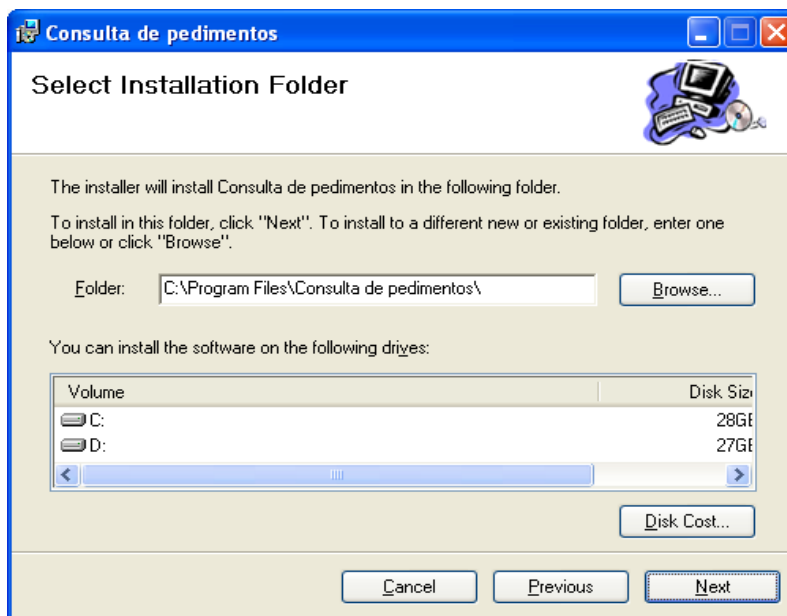 Consulta de pedimentos
Select Installation Folder
The installer will install Consulta de pedimentos in the following folder.
To install in this folder, click "Next". To install to a different new or existing folder, enter one
below or click "Browse".
Folder: C:\Program Files\Consulta de pedimentos\ Browse...
You can install the software on the following drives:
Volume Disk Siz
C: 28GB
D: 27GB
Disk Cost...
Cancel Previous Next